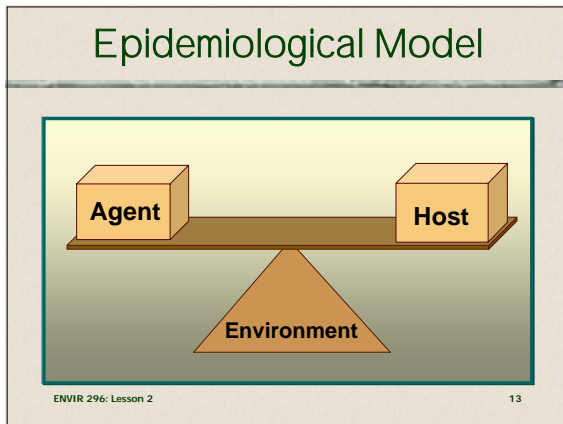 Epidemiological Model
Agent
Host
Environment
ENVIR 296: Lesson 2 13